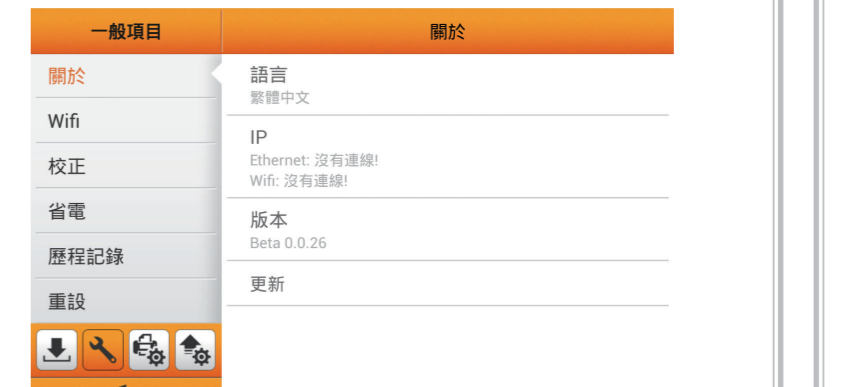 一般項目
關於
Wifi
校正
省電
歷程記錄
重設
關於
語言
繁體中文
IP
Ethernet: 沒有連線!
Wifi: 沒有連線!
版本
Beta 0.0.26
更新